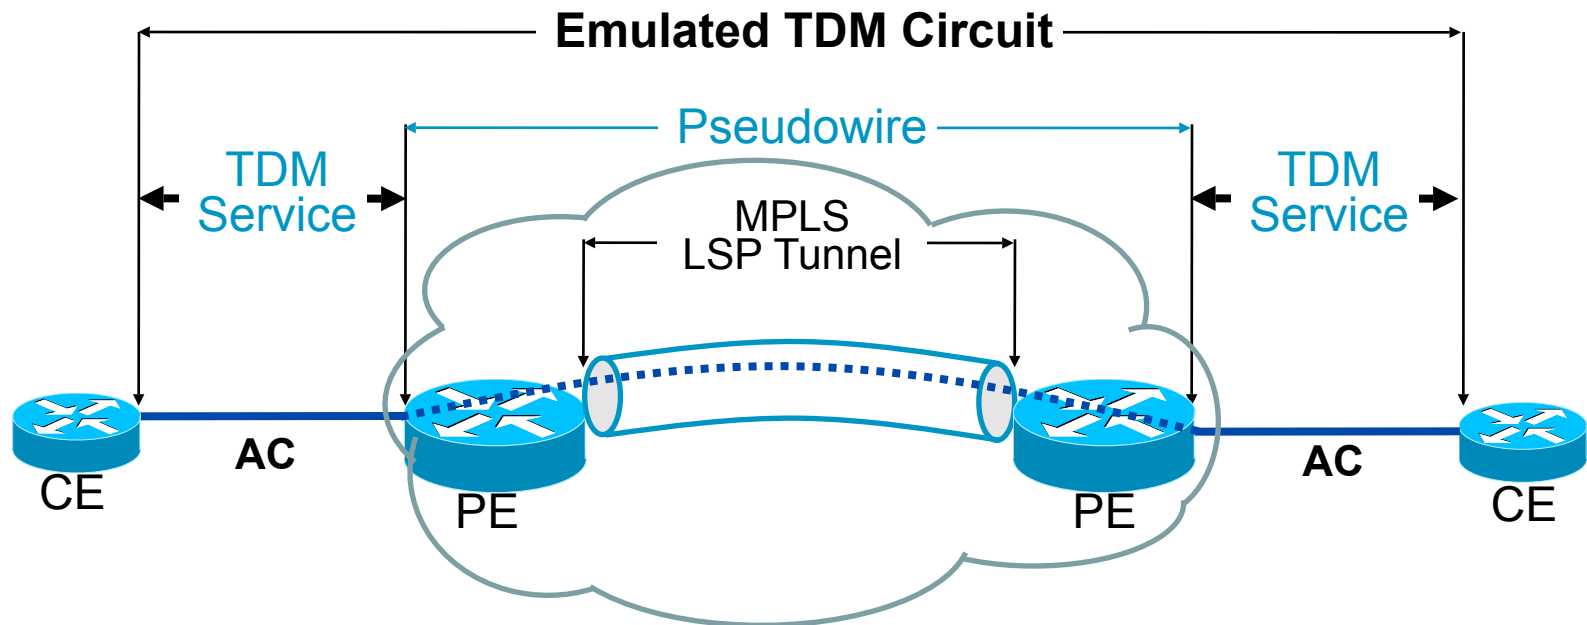 Emulated TDM Circuit
Pseudowire
TDM
Service
TDM
Service
MPLS
LSP Tunnel
AC
AC
CE
PE
PE
CE